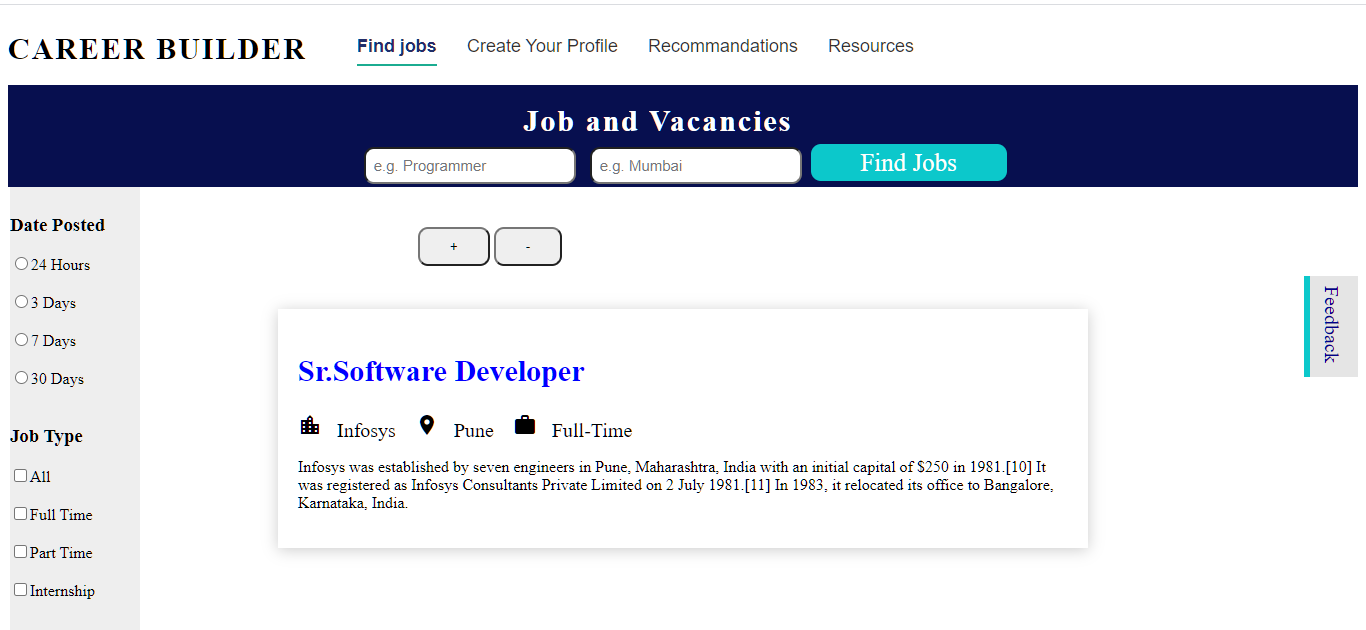 CAREER BUILDER
Find jobs
Create Your Profile
Recommandations
Resources
Job and Vacancies
e.g. Programmer
e.g. Mumbai
Find Jobs
Date Posted
24 Hours
3 Days
7 Days
30 Days
Job Type
All
Full Time
Part Time
Internship
+
-
Sr.Software Developer
Infosys
Pune
Full-Time
Infosys was established by seven engineers in Pune, Maharashtra, India with an initial capital of $250 in 1981.[10] It
was registered as Infosys Consultants Private Limited on 2 July 1981.[11] In 1983, it relocated its office to Bangalore,
Karnataka, India.
Feedback